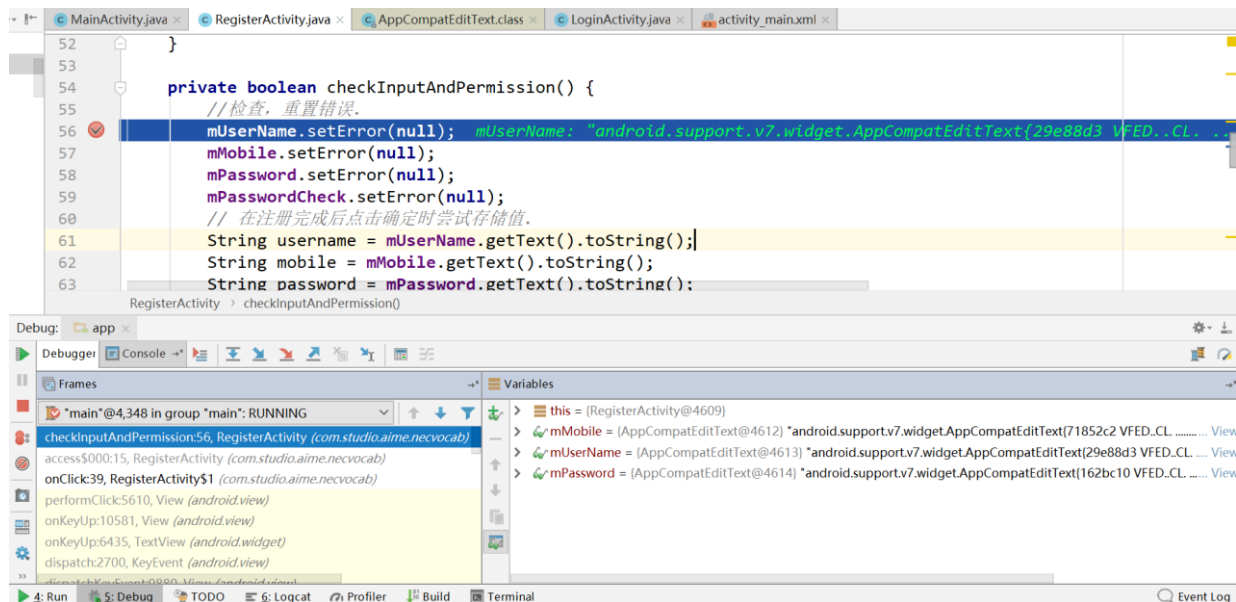 MainActivity.java × RegisterActivity.java × AppCompatEditText.class × LoginActivity.java × activity_main.xml ×
52 }
53
54 private boolean checkInputAndPermission() {
55 //检查，重置错误.
56 mUserName.setError(null); mUserName: "android.support.v7.widget.AppCompatEditText{29e88d3 VFED..CL. ..
57 mMobile.setError(null);
58 mPassword.setError(null);
59 mPasswordCheck.setError(null);
60 // 在注册完成后点击确定时尝试存储值.
61 String username = mUserName.getText().toString();
62 String mobile = mMobile.getText().toString();
63 String password = mPassword.getText().toString();
RegisterActivity › checkInputAndPermission()
Debug: app ×
Debugger Console
Frames
Variables
"main"@4,348 in group "main": RUNNING
checkInputAndPermission:56, RegisterActivity (com.studio.aime.necvocab)
access$000:15, RegisterActivity (com.studio.aime.necvocab)
onClick:39, RegisterActivity$1 (com.studio.aime.necvocab)
performClick:5610, View (android.view)
onKeyUp:10581, View (android.view)
onKeyUp:6435, TextView (android.widget)
dispatch:2700, KeyEvent (android.view)
dispatchKeyEvent:9889, View (android.view)
this = {RegisterActivity@4609}
mMobile = {AppCompatEditText@4612} "android.support.v7.widget.AppCompatEditText{71852c2 VFED..CL. ........ ... View
mUserName = {AppCompatEditText@4613} "android.support.v7.widget.AppCompatEditText{29e88d3 VFED..CL. ... View
mPassword = {AppCompatEditText@4614} "android.support.v7.widget.AppCompatEditText{162bc10 VFED..CL. ...... View
4: Run 5: Debug TODO 6: Logcat Profiler Build Terminal Event Log